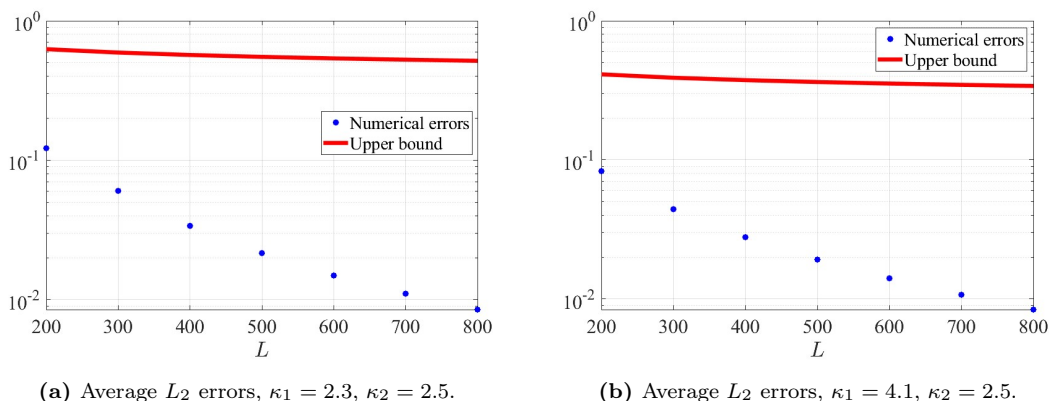 10^0
Numerical errors
Upper bound
10^-1
10^-2
200 300 400 500 600 700 800
L
(a) Average L_2 errors, κ_1 = 2.3, κ_2 = 2.5.
10^0
Numerical errors
Upper bound
10^-1
10^-2
200 300 400 500 600 700 800
L
(b) Average L_2 errors, κ_1 = 4.1, κ_2 = 2.5.